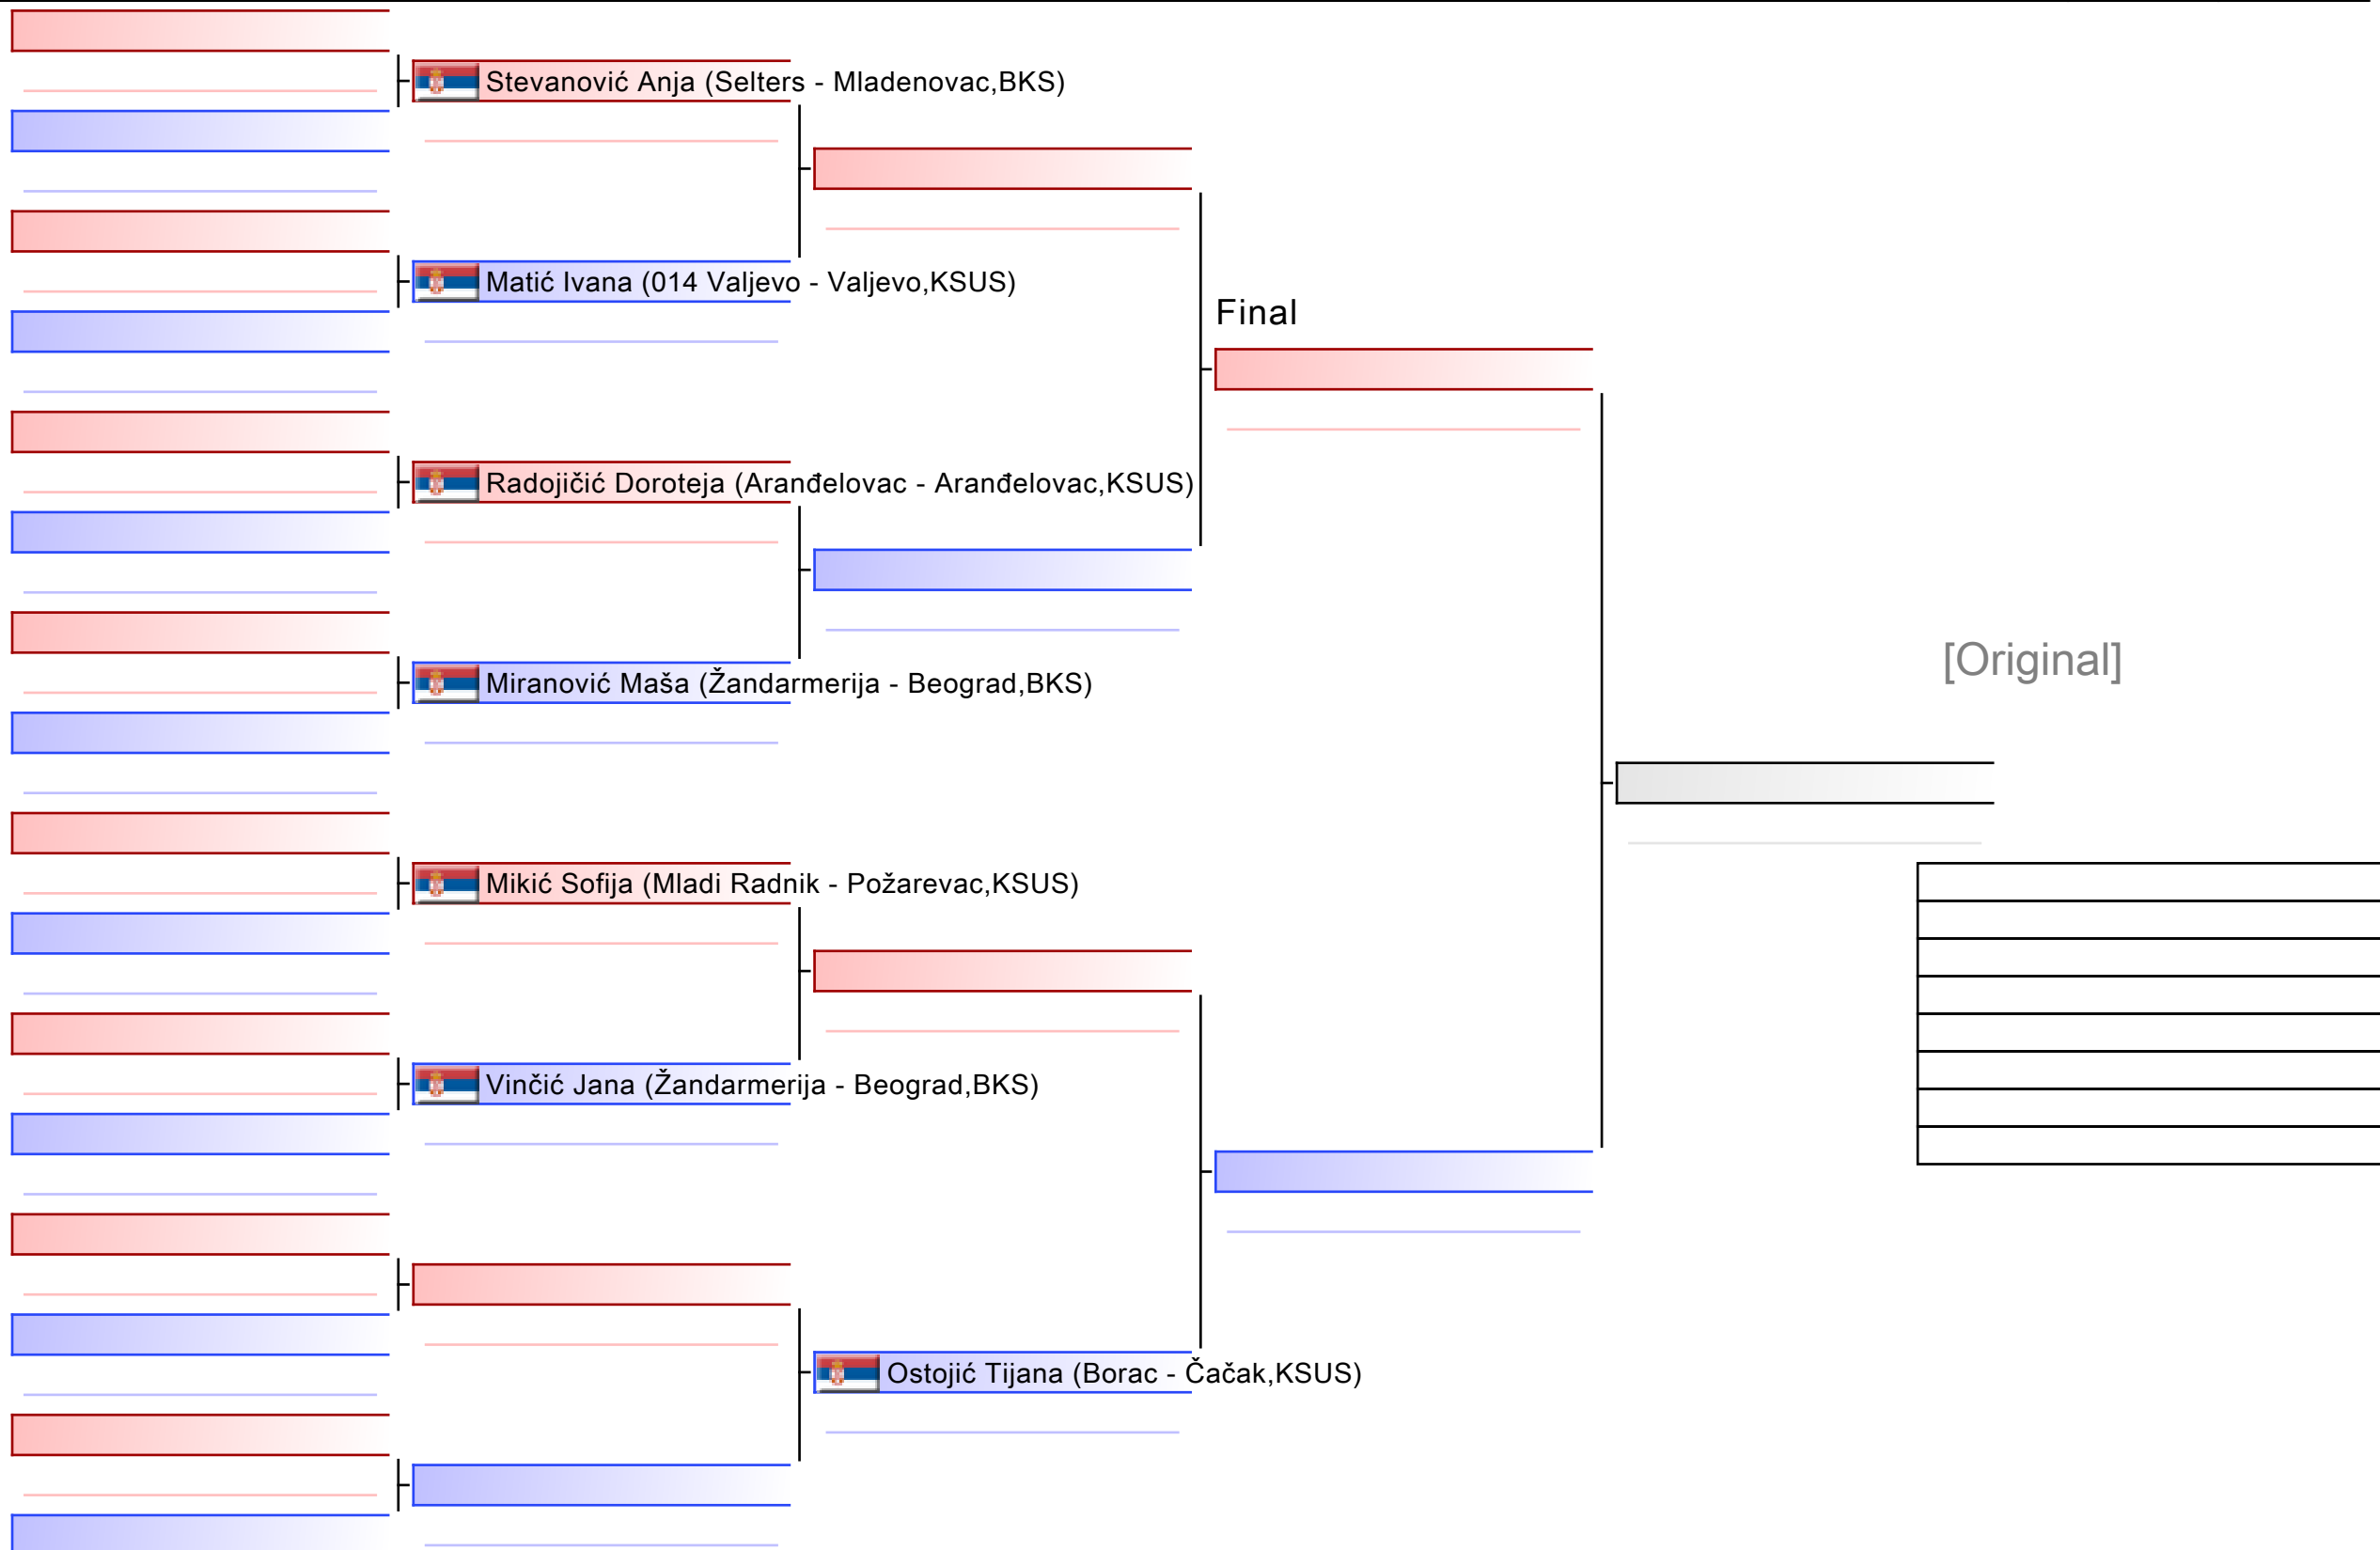 Stevanović Anja (Selters - Mladenovac,BKS)
Matić Ivana (014 Valjevo - Valjevo,KSUS)
Final
Radojičić Doroteja (Aranđelovac - Aranđelovac,KSUS)
[Original]
Miranović Maša (Žandarmerija - Beograd,BKS)
Mikić Sofija (Mladi Radnik - Požarevac,KSUS)
Vinčić Jana (Žandarmerija - Beograd,BKS)
Ostojić Tijana (Borac - Čačak,KSUS)